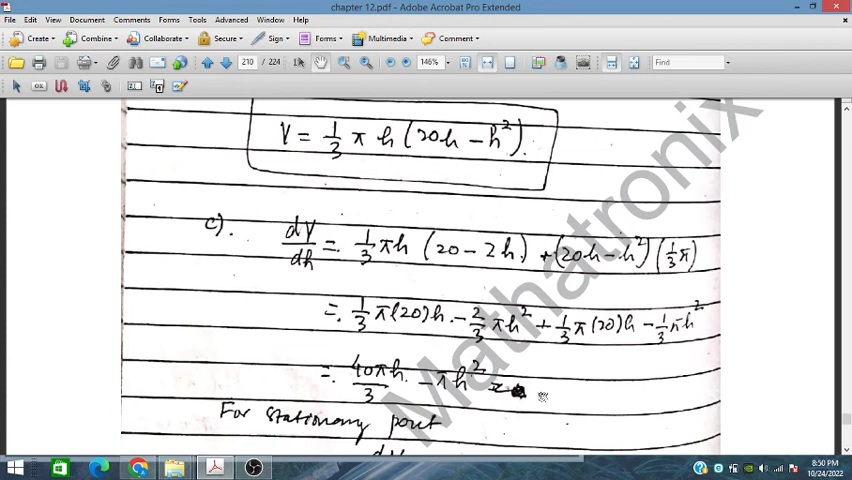 chapter 12.pdf - Adobe Acrobat Pro Extended
File Edit View Document Comments Forms Tools Advanced Window Help
Create Combine Collaborate Secure Sign Forms Multimedia Comment
210 / 224 146% Find
V = 1/3 π h (20h - h²).
c). dV/dh = 1/3 πh (20 - 2h) + (20h - h²) (1/3 π)
= 1/3 π(20)h - 2/3 πh² + 1/3 π(20)h - 1/3 πh²
= 40πh/3 - πh²
For stationary point
Mathatronix
8:50 PM
10/24/2022